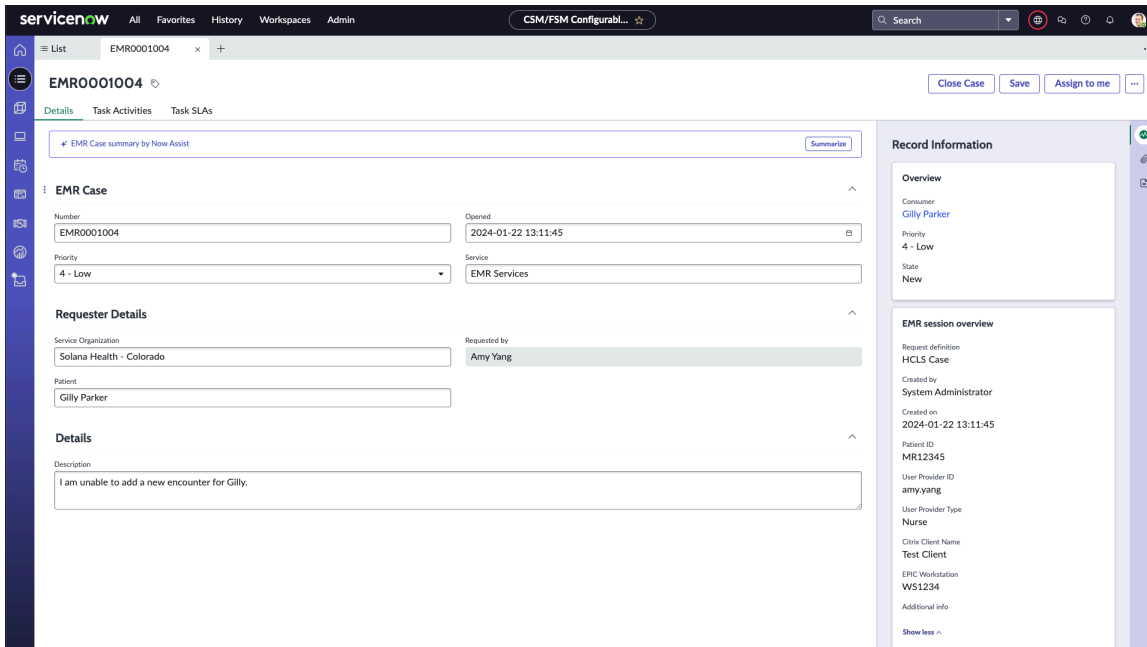 servicenow All Favorites History Workspaces Admin CSM/FSM Configurabl... Search
List EMR0001004
EMR0001004 Close Case Save Assign to me
Details Task Activities Task SLAs
EMR Case summary by Now Assist Summarize
EMR Case
Number
EMR0001004
Opened
2024-01-22 13:11:45
Priority
4 - Low
Service
EMR Services
Requester Details
Service Organization
Solana Health - Colorado
Requested by
Amy Yang
Patient
Gilly Parker
Details
Description
I am unable to add a new encounter for Gilly.
Record Information
Overview
Consumer
Gilly Parker
Priority
4 - Low
State
New
EMR session overview
Request definition
HCLS Case
Created by
System Administrator
Created on
2024-01-22 13:11:45
Patient ID
MR12345
User Provider ID
amy.yang
User Provider Type
Nurse
Citrix Client Name
Test Client
EPIC Workstation
WS1234
Additional info
Show less